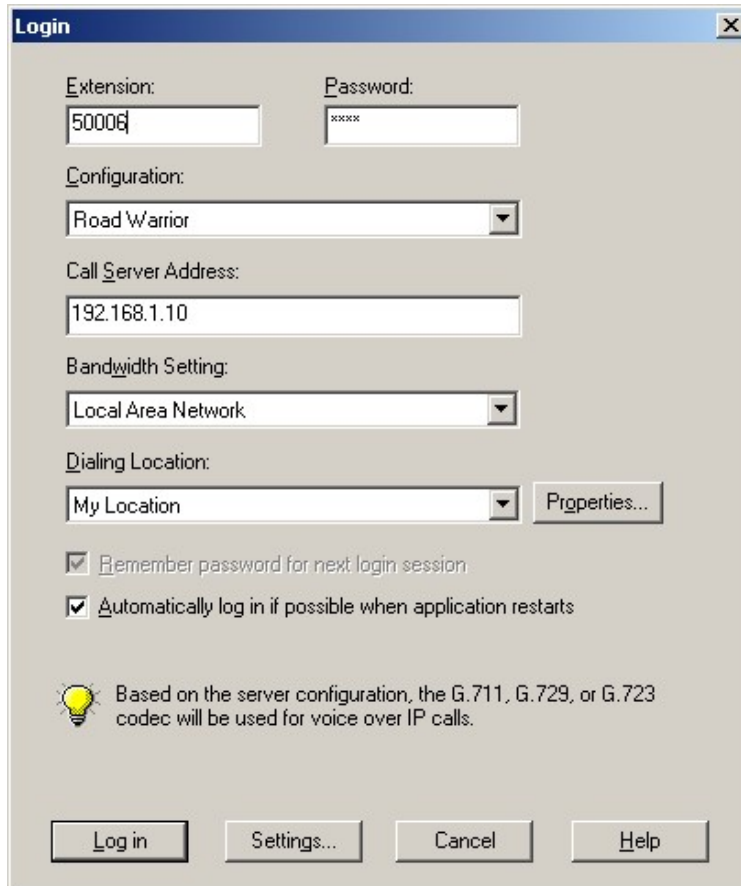 Login
Extension:
Password:
50006
****
Configuration:
Road Warrior
Call Server Address:
192.168.1.10
Bandwidth Setting:
Local Area Network
Dialing Location:
My Location
Properties...
Remember password for next login session
Automatically log in if possible when application restarts
Based on the server configuration, the G.711, G.729, or G.723
codec will be used for voice over IP calls.
Log in
Settings...
Cancel
Help